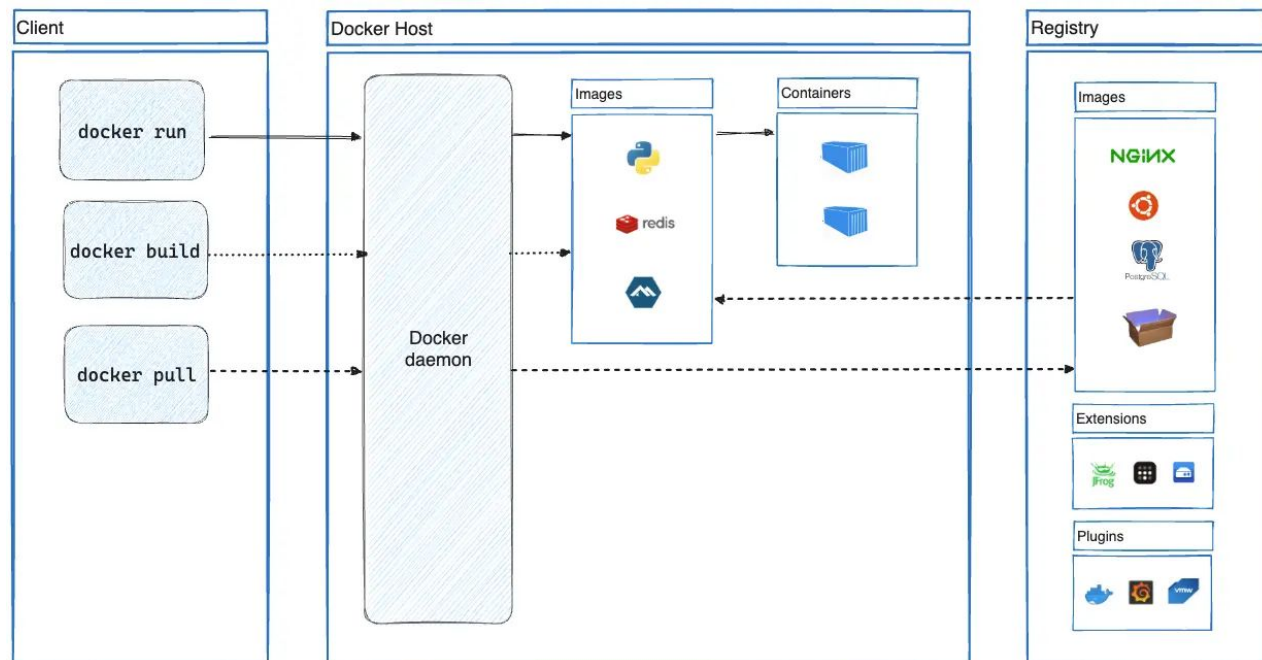 Client
docker run
docker build
docker pull
Docker Host
Docker
daemon
Images
redis
Containers
Registry
Images
NGINX
PostgreSQL
Extensions
JFrog
Plugins
vmw